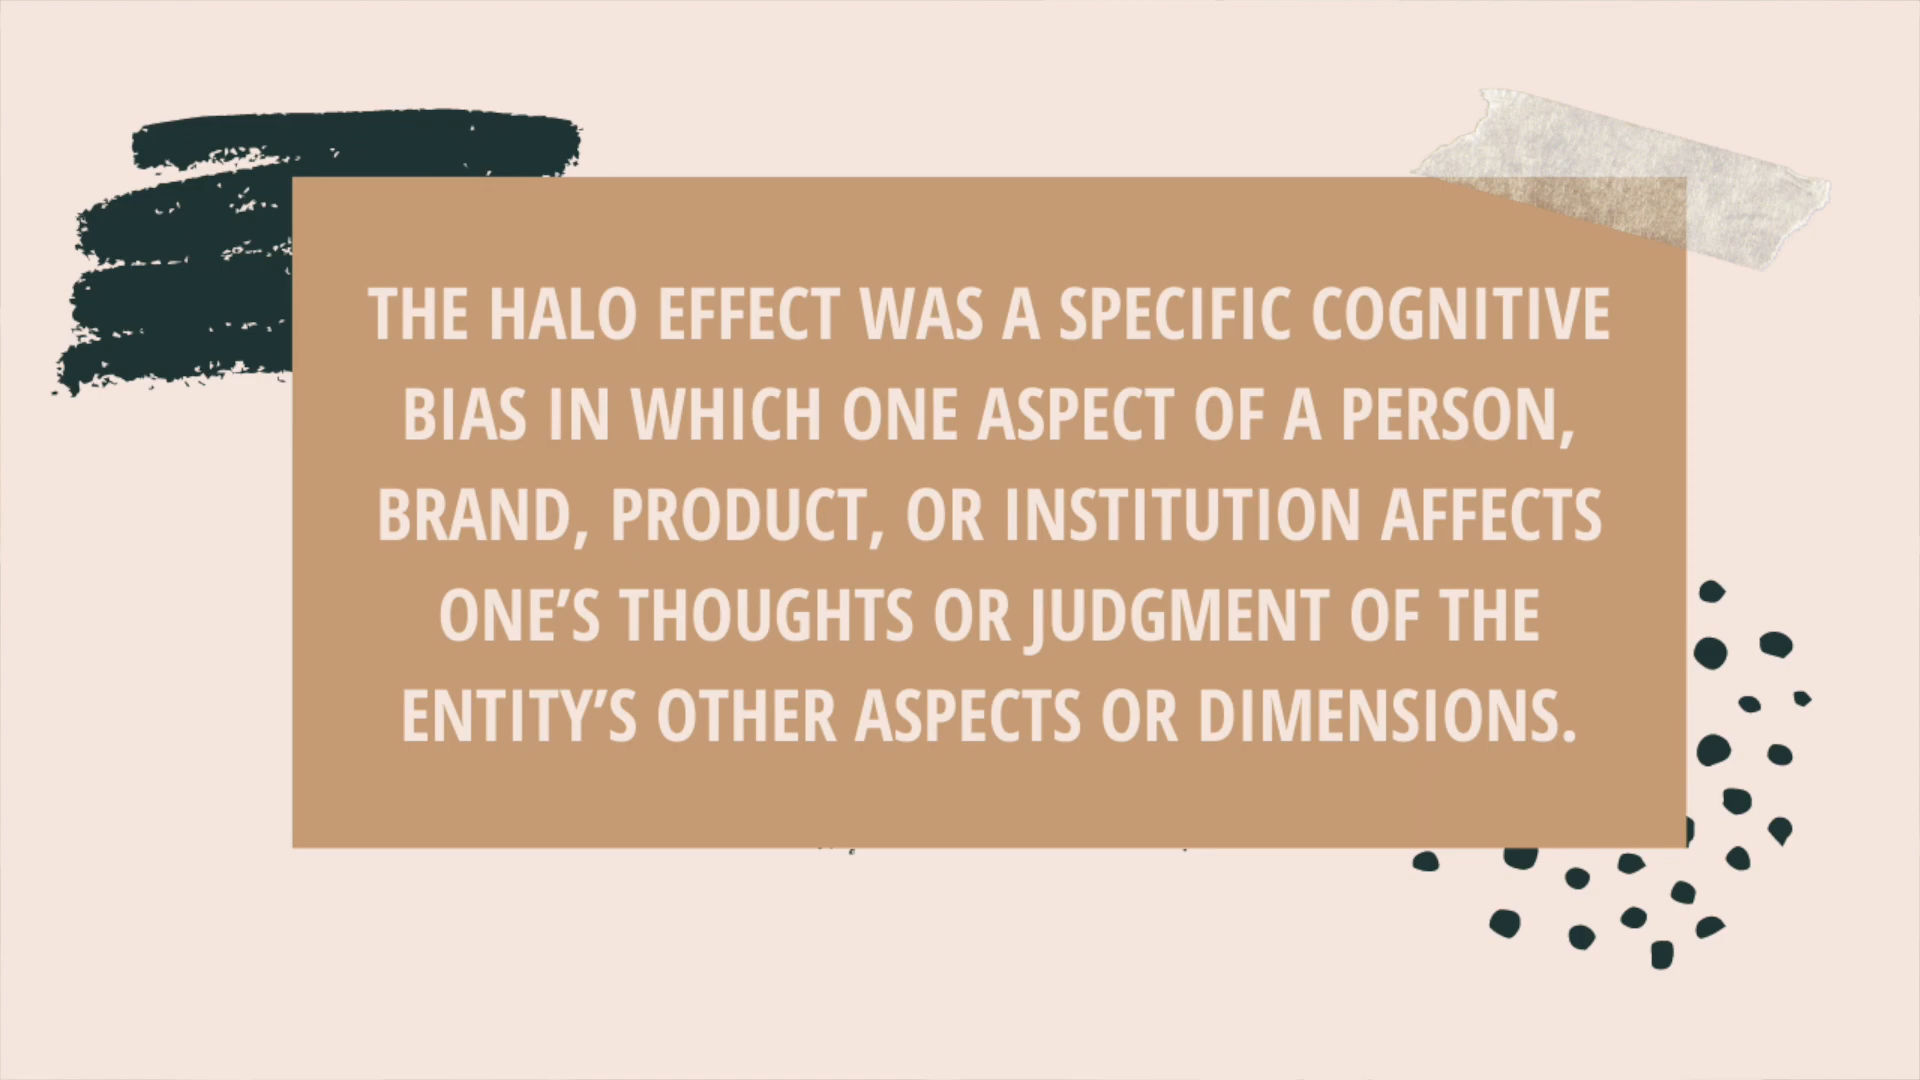 THE HALO EFFECT WAS A SPECIFIC COGNITIVE
BIAS IN WHICH ONE ASPECT OF A PERSON,
BRAND, PRODUCT, OR INSTITUTION AFFECTS
ONE’S THOUGHTS OR JUDGMENT OF THE
ENTITY’S OTHER ASPECTS OR DIMENSIONS.